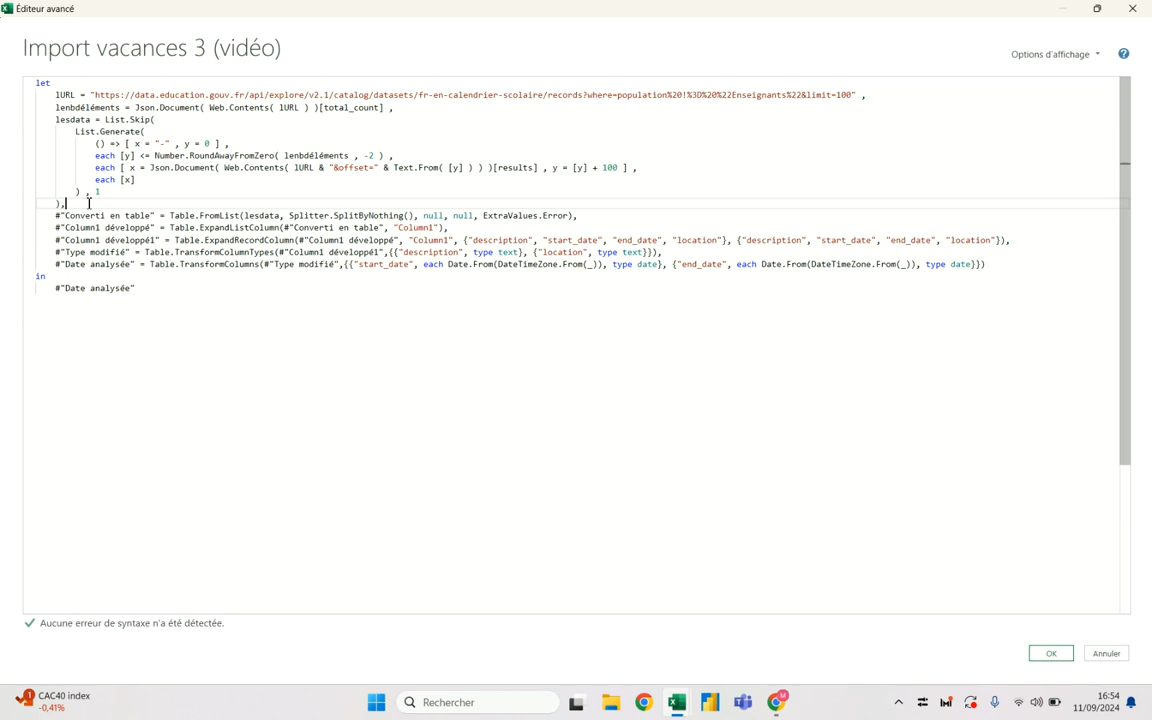 Éditeur avancé
Import vacances 3 (vidéo)
Options d'affichage
?
let
lURL = "https://data.education.gouv.fr/api/explore/v2.1/catalog/datasets/fr-en-calendrier-scolaire/records?where=population%20!%3D%20%22Enseignants%22&limit=100" ,
lenbdéléments = Json.Document( Web.Contents( lURL ) )[total_count] ,
lesdata = List.Skip(
List.Generate(
() => [ x = "-" , y = 0 ] ,
each [y] <= Number.RoundAwayFromZero( lenbdéléments , -2 ) ,
each [ x = Json.Document( Web.Contents( lURL & "&offset=" & Text.From( [y] ) ) )[results] , y = [y] + 100 ] ,
each [x]
) , 1
),
#"Converti en table" = Table.FromList(lesdata, Splitter.SplitByNothing(), null, null, ExtraValues.Error),
#"Column1 développé" = Table.ExpandListColumn(#"Converti en table", "Column1"),
#"Column1 développé1" = Table.ExpandRecordColumn(#"Column1 développé", "Column1", {"description", "start_date", "end_date", "location"}, {"description", "start_date", "end_date", "location"}),
#"Type modifié" = Table.TransformColumnTypes(#"Column1 développé1",{{"description", type text}, {"location", type text}}),
#"Date analysée" = Table.TransformColumns(#"Type modifié",{{"start_date", each Date.From(DateTimeZone.From(_)), type date}, {"end_date", each Date.From(DateTimeZone.From(_)), type date}})
in
#"Date analysée"
Aucune erreur de syntaxe n'a été détectée.
OK
Annuler
1
CAC40 index
-0,41%
Rechercher
16:54
11/09/2024